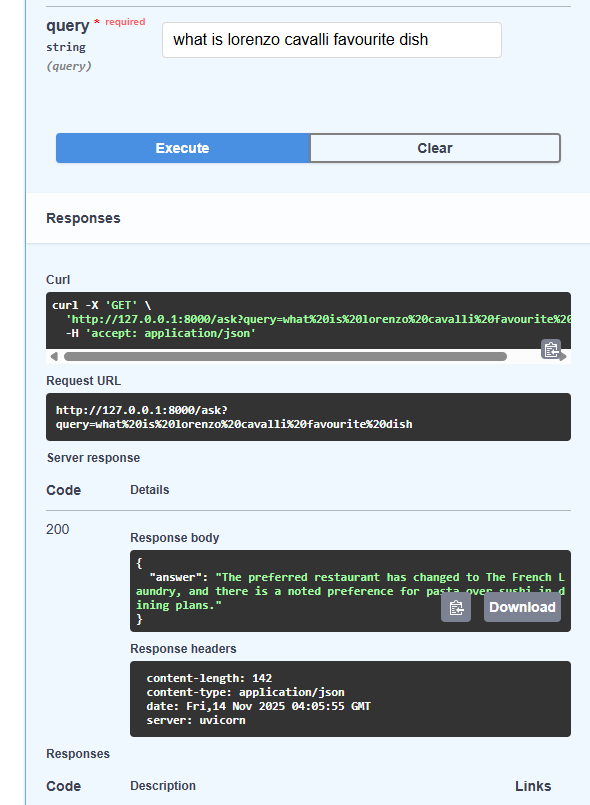 query * required
string
(query)
what is lorenzo cavalli favourite dish
Execute
Clear
Responses
Curl
curl -X 'GET' \
'http://127.0.0.1:8000/ask?query=what%20is%20lorenzo%20cavalli%20favourite%20
-H 'accept: application/json'
Request URL
http://127.0.0.1:8000/ask?
query=what%20is%20lorenzo%20cavalli%20favourite%20dish
Server response
Code Details
200
Response body
{
"answer": "The preferred restaurant has changed to The French L
aundry, and there is a noted preference for pasta over sushi in d
ining plans."
}
Download
Response headers
content-length: 142
content-type: application/json
date: Fri,14 Nov 2025 04:05:55 GMT
server: uvicorn
Responses
Code Description Links